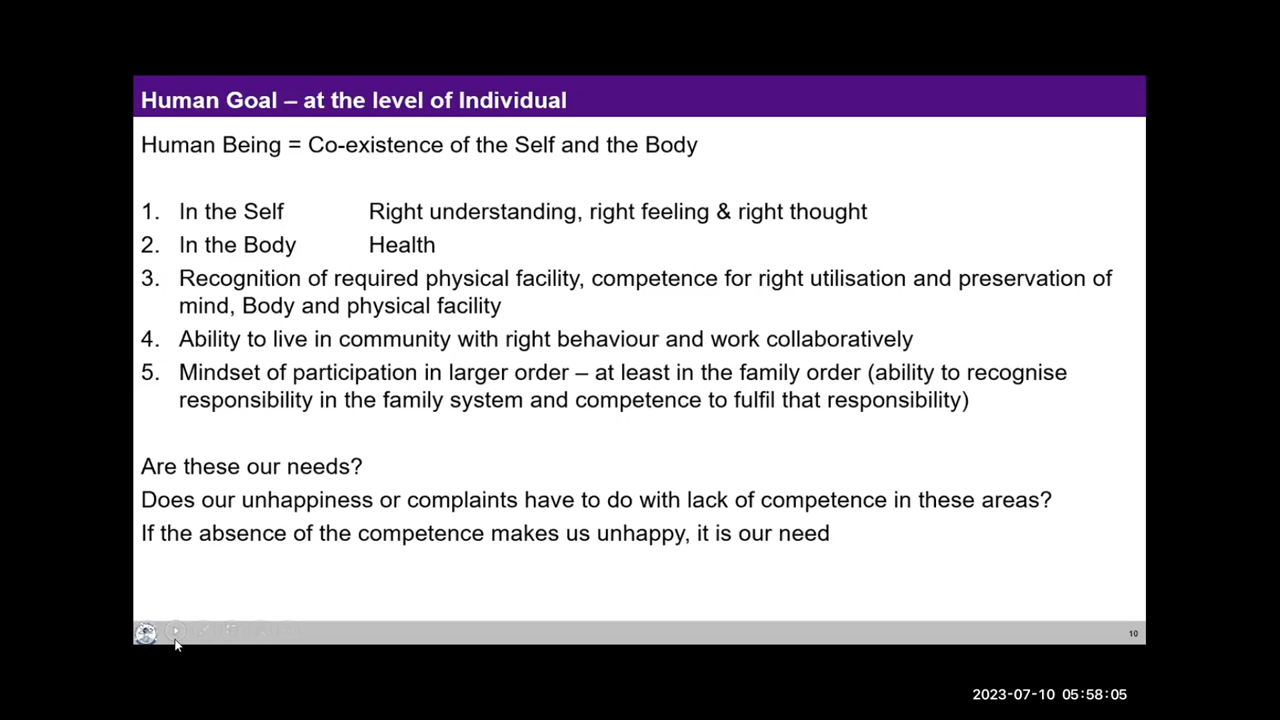 Human Goal – at the level of Individual
Human Being = Co-existence of the Self and the Body
1. In the Self Right understanding, right feeling & right thought
2. In the Body Health
3. Recognition of required physical facility, competence for right utilisation and preservation of
mind, Body and physical facility
4. Ability to live in community with right behaviour and work collaboratively
5. Mindset of participation in larger order – at least in the family order (ability to recognise
responsibility in the family system and competence to fulfil that responsibility)
Are these our needs?
Does our unhappiness or complaints have to do with lack of competence in these areas?
If the absence of the competence makes us unhappy, it is our need
10
2023-07-10 05:58:05